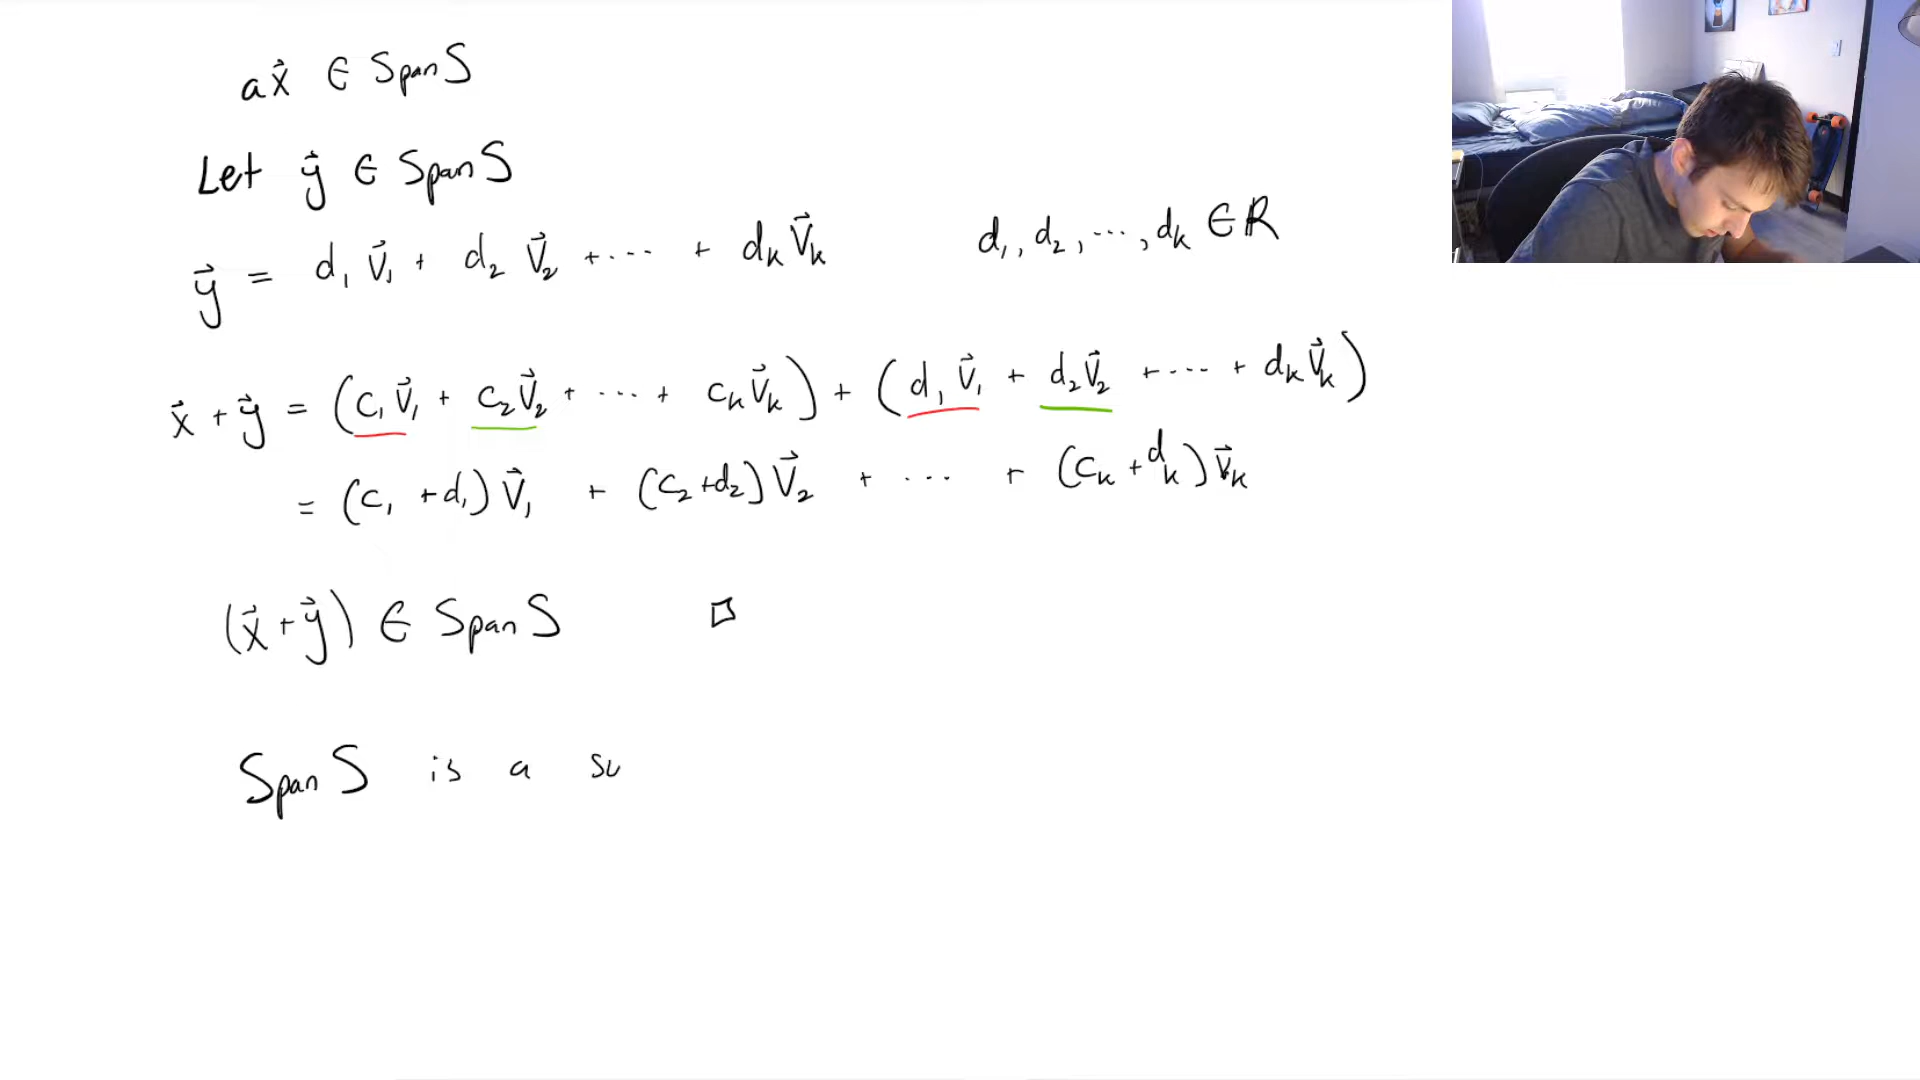 ax⃗ ∈ Span S
Let y⃗ ∈ Span S
y⃗ = d₁v⃗₁ + d₂v⃗₂ + ⋯ + dₖv⃗ₖ d₁, d₂, ⋯, dₖ ∈ ℝ
x⃗ + y⃗ = (c₁v⃗₁ + c₂v⃗₂ + ⋯ + cₖv⃗ₖ) + (d₁v⃗₁ + d₂v⃗₂ + ⋯ + dₖv⃗ₖ)
= (c₁ + d₁)v⃗₁ + (c₂ + d₂)v⃗₂ + ⋯ + (cₖ + dₖ)v⃗ₖ
(x⃗ + y⃗) ∈ Span S □
Span S is a su